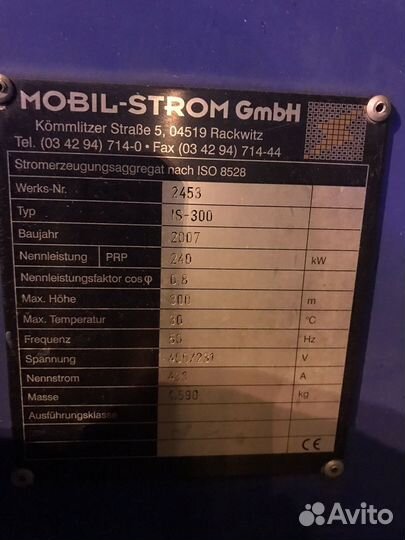 MOBIL-STROM GmbH
Kömmlitzer Straße 5, 04519 Rackwitz
Tel. (03 42 94) 714-0 • Fax (03 42 94) 714-44
Stromerzeugungsaggregat nach ISO 8528
Werks-Nr. 2453
Typ IS-300
Baujahr 2007
Nennleistung PRP 240 kW
Nennleistungsfaktor cos φ 0,8
Max. Höhe m
Max. Temperatur 30 °C
Frequenz Hz
Spannung V
Nennstrom A
Masse kg
Ausführungsklasse
CE
Avito